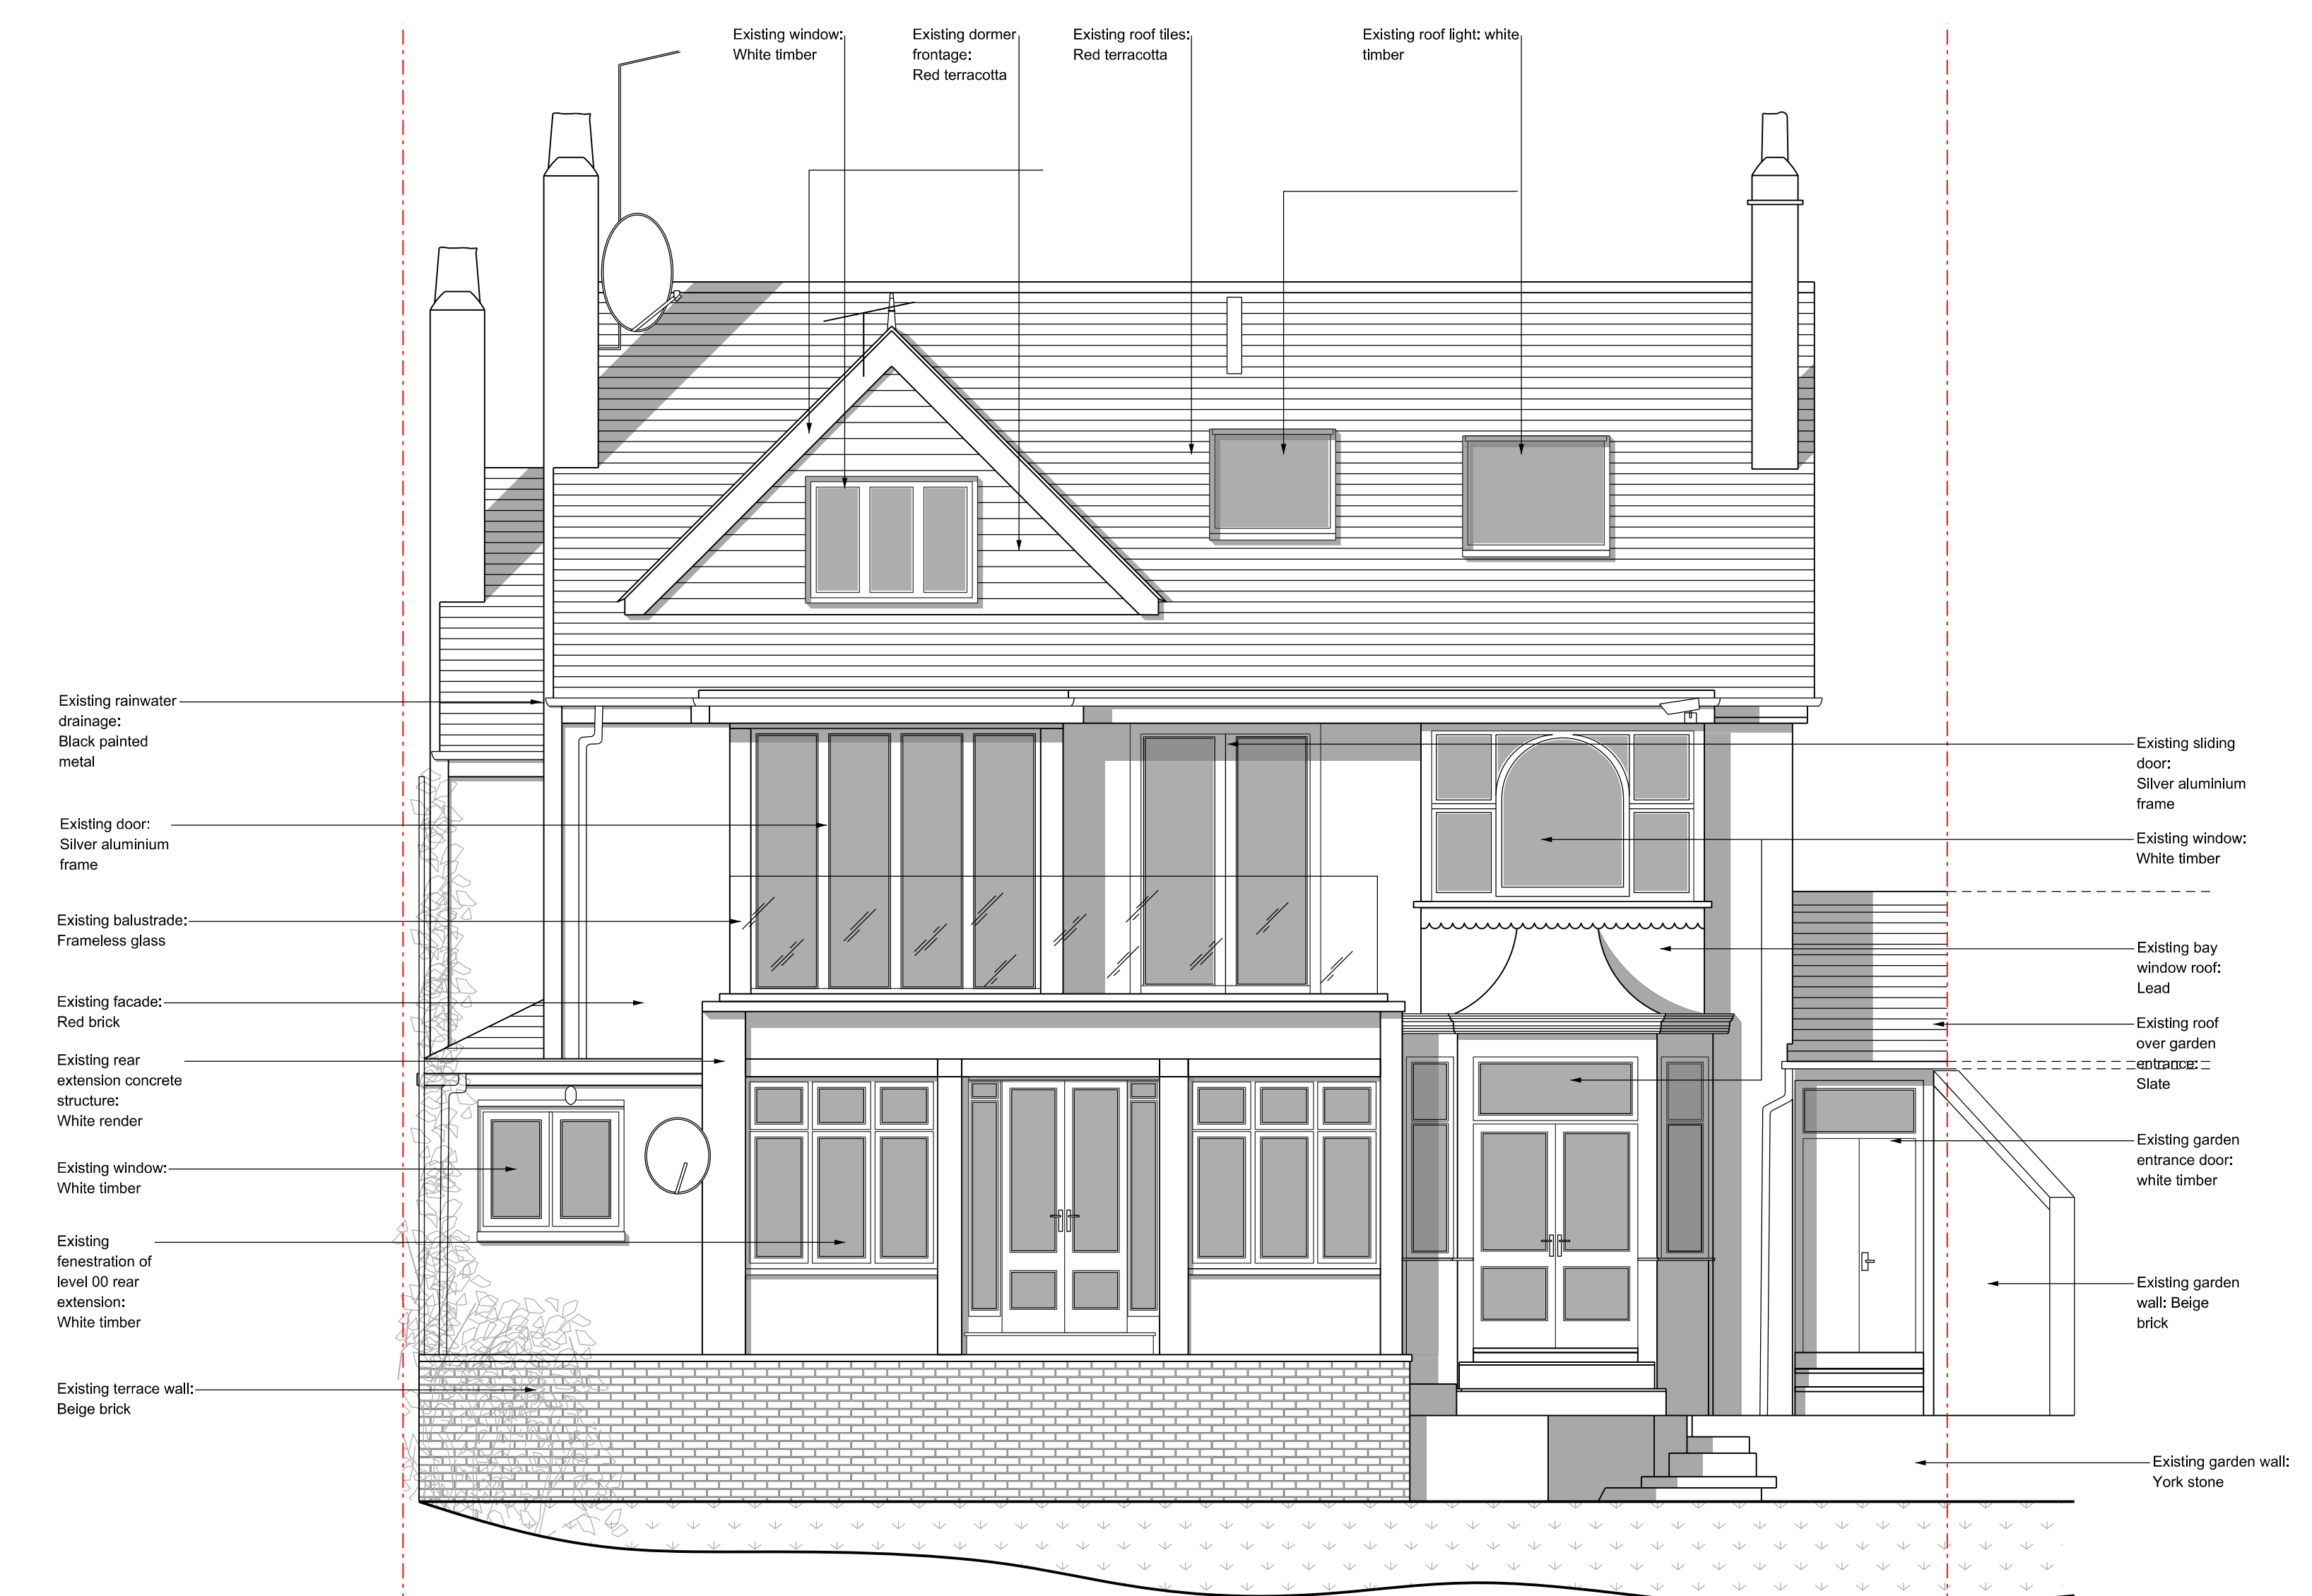 Existing window:
White timber
Existing dormer
frontage:
Red terracotta
Existing roof tiles:
Red terracotta
Existing roof light: white
timber
Existing rainwater
drainage:
Black painted
metal
Existing door:
Silver aluminium
frame
Existing balustrade:
Frameless glass
Existing facade:
Red brick
Existing rear
extension concrete
structure:
White render
Existing window:
White timber
Existing
fenestration of
level 00 rear
extension:
White timber
Existing terrace wall:
Beige brick
Existing sliding
door:
Silver aluminium
frame
Existing window:
White timber
Existing bay
window roof:
Lead
Existing roof
over garden
entrance:
Slate
Existing garden
entrance door:
white timber
Existing garden
wall: Beige
brick
Existing garden wall:
York stone